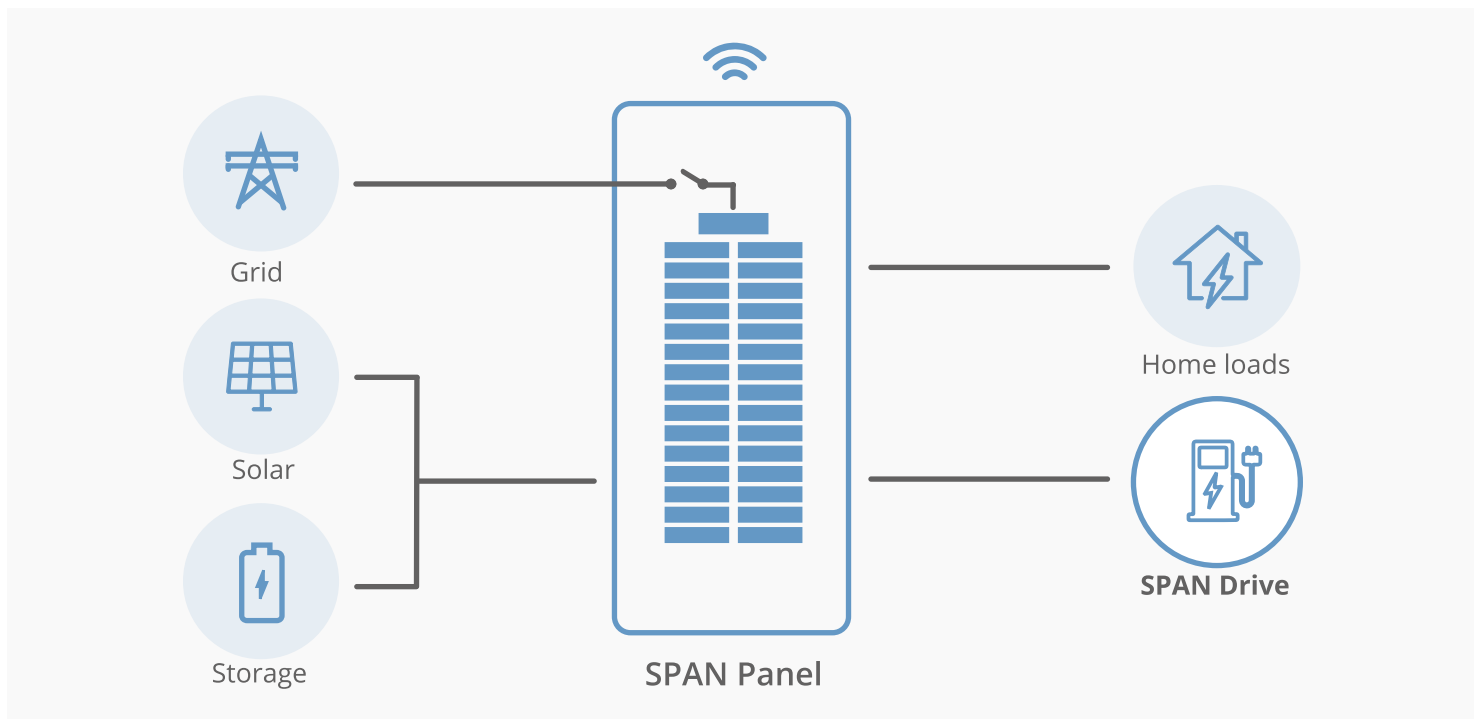 Grid
Solar
Storage
SPAN Panel
Home loads
SPAN Drive